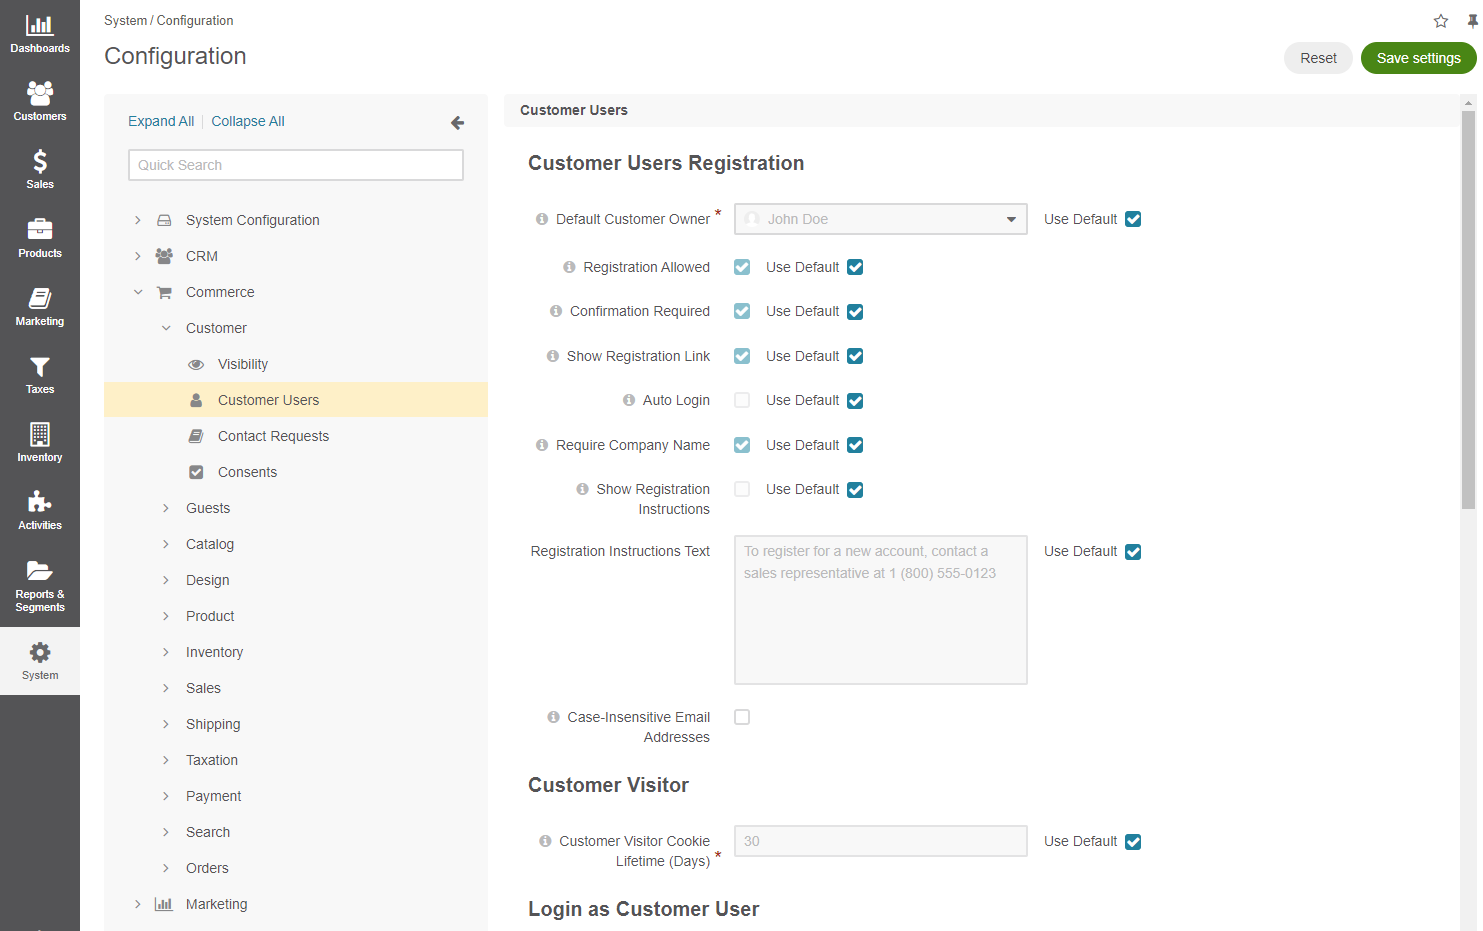 Dashboards
Customers
Sales
Products
Marketing
Taxes
Inventory
Activities
Reports &
Segments
System
System / Configuration
Configuration
Reset
Save settings
Expand All
Collapse All
Quick Search
System Configuration
CRM
Commerce
Customer
Visibility
Customer Users
Contact Requests
Consents
Guests
Catalog
Design
Product
Inventory
Sales
Shipping
Taxation
Payment
Search
Orders
Marketing
Customer Users
Customer Users Registration
Default Customer Owner * John Doe Use Default
Registration Allowed Use Default
Confirmation Required Use Default
Show Registration Link Use Default
Auto Login Use Default
Require Company Name Use Default
Show Registration Use Default
Instructions
Registration Instructions Text
To register for a new account, contact a
sales representative at 1 (800) 555-0123
Use Default
Case-Insensitive Email
Addresses
Customer Visitor
Customer Visitor Cookie
Lifetime (Days) *
30
Use Default
Login as Customer User